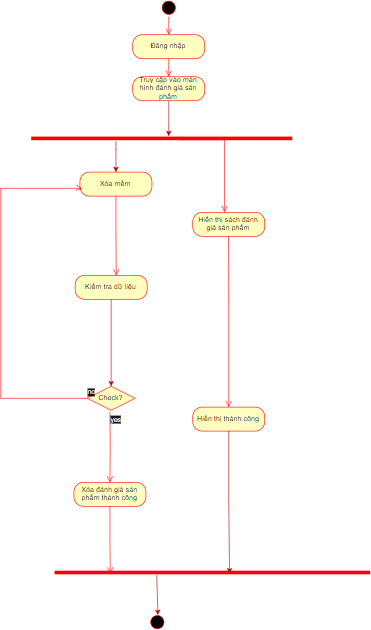 Đăng nhập
Truy cập vào màn
hình đánh giá sản
phẩm
Xóa mềm
Hiển thị sách đánh
giá sản phẩm
Kiểm tra dữ liệu
no
Check?
yes
Hiển thị thành công
Xóa đánh giá sản
phẩm thành công